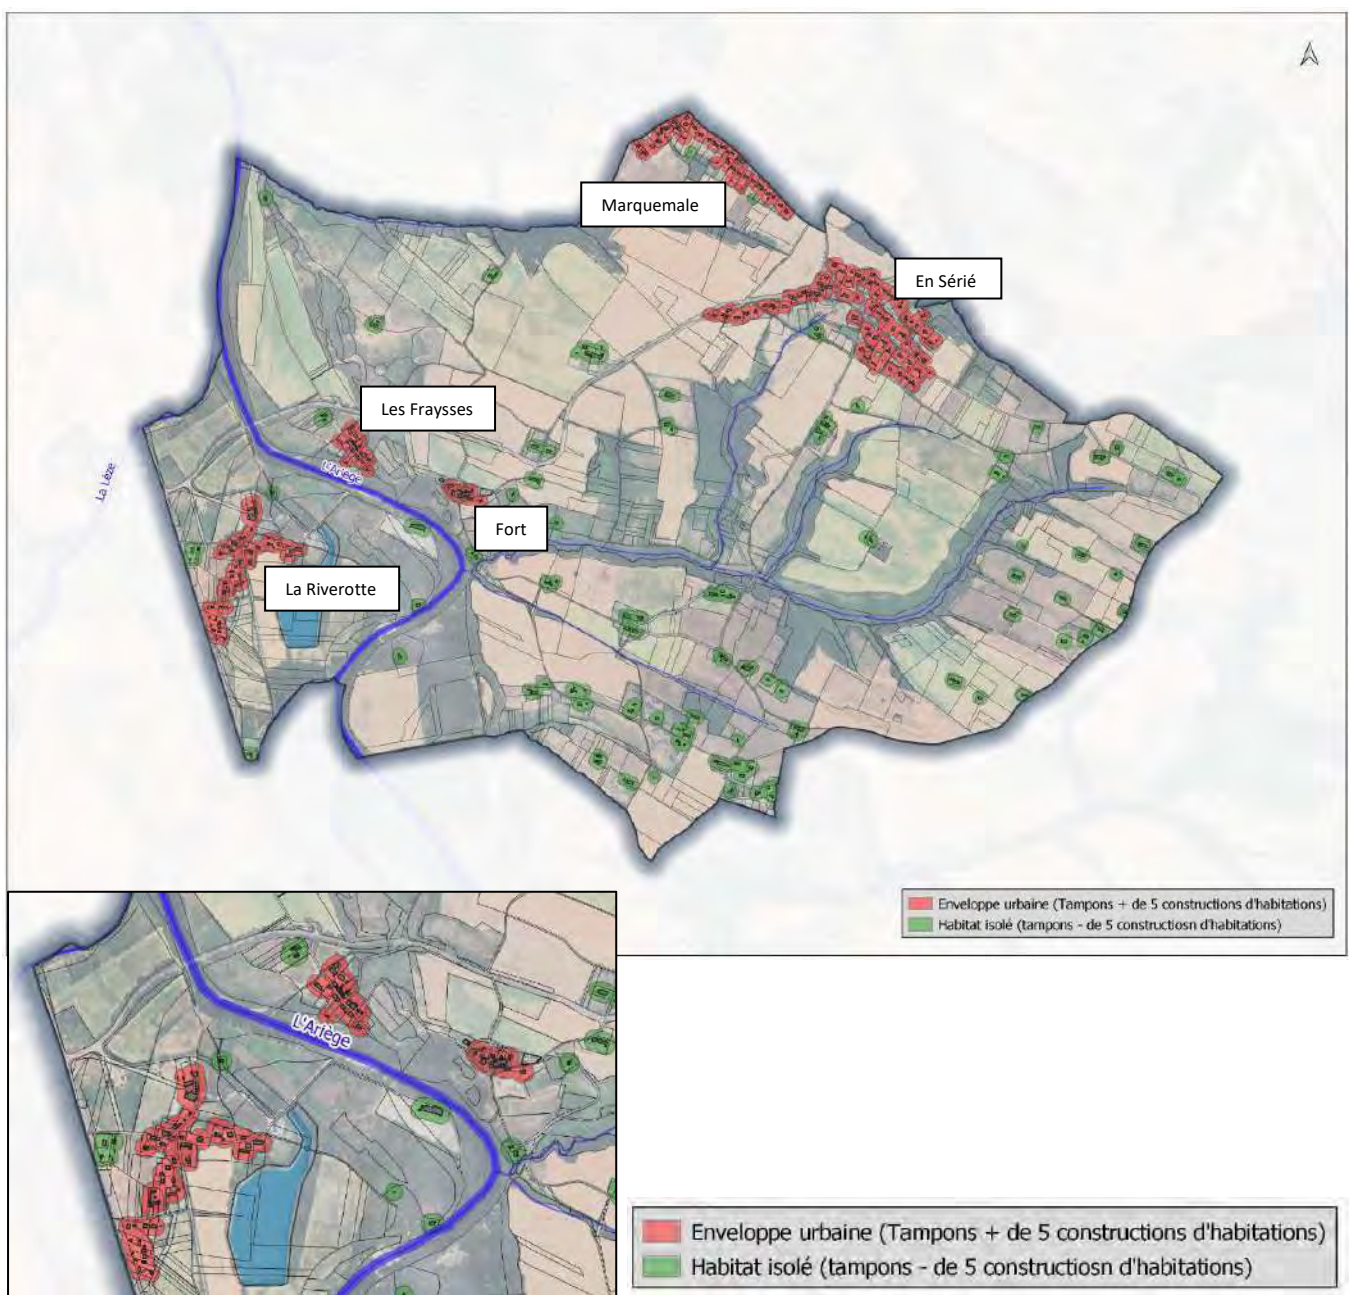 Marquemale
En Sérié
Les Fraysses
L'Ariège
La Lèze
Fort
La Riverotte
Enveloppe urbaine (Tampons + de 5 constructions d'habitations)
Habitat isolé (tampons - de 5 constructiosn d'habitations)
L'Ariège
Enveloppe urbaine (Tampons + de 5 constructions d'habitations)
Habitat isolé (tampons - de 5 constructiosn d'habitations)